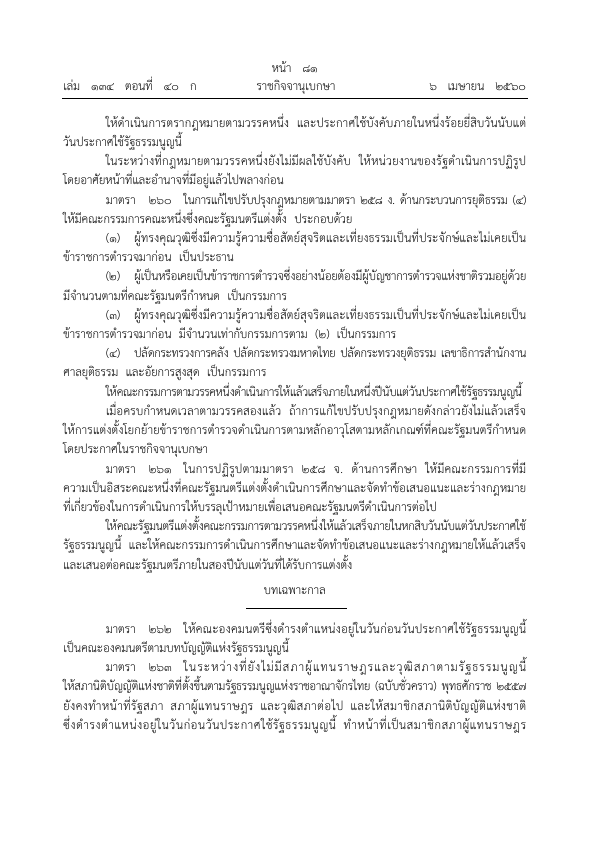 หน้า ๘๑
เล่ม ๑๓๔ ตอนที่ ๔๐ ก ราชกิจจานุเบกษา ๖ เมษายน ๒๕๖๐
ให้ดำเนินการตรากฎหมายตามวรรคหนึ่ง และประกาศใช้บังคับภายในหนึ่งร้อยยี่สิบวันนับแต่
วันประกาศใช้รัฐธรรมนูญนี้
ในระหว่างที่กฎหมายตามวรรคหนึ่งยังไม่มีผลใช้บังคับ ให้หน่วยงานของรัฐดำเนินการปฏิรูป
โดยอาศัยหน้าที่และอำนาจที่มีอยู่แล้วไปพลางก่อน
มาตรา ๒๖๐ ในการแก้ไขปรับปรุงกฎหมายตามมาตรา ๒๕๘ ง. ด้านกระบวนการยุติธรรม (๔)
ให้มีคณะกรรมการคณะหนึ่งซึ่งคณะรัฐมนตรีแต่งตั้ง ประกอบด้วย
(๑) ผู้ทรงคุณวุฒิซึ่งมีความรู้ความซื่อสัตย์สุจริตและเที่ยงธรรมเป็นที่ประจักษ์และไม่เคยเป็น
ข้าราชการตำรวจมาก่อน เป็นประธาน
(๒) ผู้เป็นหรือเคยเป็นข้าราชการตำรวจซึ่งอย่างน้อยต้องมีผู้บัญชาการตำรวจแห่งชาติรวมอยู่ด้วย
มีจำนวนตามที่คณะรัฐมนตรีกำหนด เป็นกรรมการ
(๓) ผู้ทรงคุณวุฒิซึ่งมีความรู้ความซื่อสัตย์สุจริตและเที่ยงธรรมเป็นที่ประจักษ์และไม่เคยเป็น
ข้าราชการตำรวจมาก่อน มีจำนวนเท่ากับกรรมการตาม (๒) เป็นกรรมการ
(๔) ปลัดกระทรวงการคลัง ปลัดกระทรวงมหาดไทย ปลัดกระทรวงยุติธรรม เลขาธิการสำนักงาน
ศาลยุติธรรม และอัยการสูงสุด เป็นกรรมการ
ให้คณะกรรมการตามวรรคหนึ่งดำเนินการให้แล้วเสร็จภายในหนึ่งปีนับแต่วันประกาศใช้รัฐธรรมนูญนี้
เมื่อครบกำหนดเวลาตามวรรคสองแล้ว ถ้าการแก้ไขปรับปรุงกฎหมายดังกล่าวยังไม่แล้วเสร็จ
ให้การแต่งตั้งโยกย้ายข้าราชการตำรวจดำเนินการตามหลักอาวุโสตามหลักเกณฑ์ที่คณะรัฐมนตรีกำหนด
โดยประกาศในราชกิจจานุเบกษา
มาตรา ๒๖๑ ในการปฏิรูปตามมาตรา ๒๕๘ จ. ด้านการศึกษา ให้มีคณะกรรมการที่มี
ความเป็นอิสระคณะหนึ่งที่คณะรัฐมนตรีแต่งตั้งดำเนินการศึกษาและจัดทำข้อเสนอแนะและร่างกฎหมาย
ที่เกี่ยวข้องในการดำเนินการให้บรรลุเป้าหมายเพื่อเสนอคณะรัฐมนตรีดำเนินการต่อไป
ให้คณะรัฐมนตรีแต่งตั้งคณะกรรมการตามวรรคหนึ่งให้แล้วเสร็จภายในหกสิบวันนับแต่วันประกาศใช้
รัฐธรรมนูญนี้ และให้คณะกรรมการดำเนินการศึกษาและจัดทำข้อเสนอแนะและร่างกฎหมายให้แล้วเสร็จ
และเสนอต่อคณะรัฐมนตรีภายในสองปีนับแต่วันที่ได้รับการแต่งตั้ง
บทเฉพาะกาล
มาตรา ๒๖๒ ให้คณะองคมนตรีซึ่งดำรงตำแหน่งอยู่ในวันก่อนวันประกาศใช้รัฐธรรมนูญนี้
เป็นคณะองคมนตรีตามบทบัญญัติแห่งรัฐธรรมนูญนี้
มาตรา ๒๖๓ ในระหว่างที่ยังไม่มีสภาผู้แทนราษฎรและวุฒิสภาตามรัฐธรรมนูญนี้
ให้สภานิติบัญญัติแห่งชาติที่ตั้งขึ้นตามรัฐธรรมนูญแห่งราชอาณาจักรไทย (ฉบับชั่วคราว) พุทธศักราช ๒๕๕๗
ยังคงทำหน้าที่รัฐสภา สภาผู้แทนราษฎร และวุฒิสภาต่อไป และให้สมาชิกสภานิติบัญญัติแห่งชาติ
ซึ่งดำรงตำแหน่งอยู่ในวันก่อนวันประกาศใช้รัฐธรรมนูญนี้ ทำหน้าที่เป็นสมาชิกสภาผู้แทนราษฎร